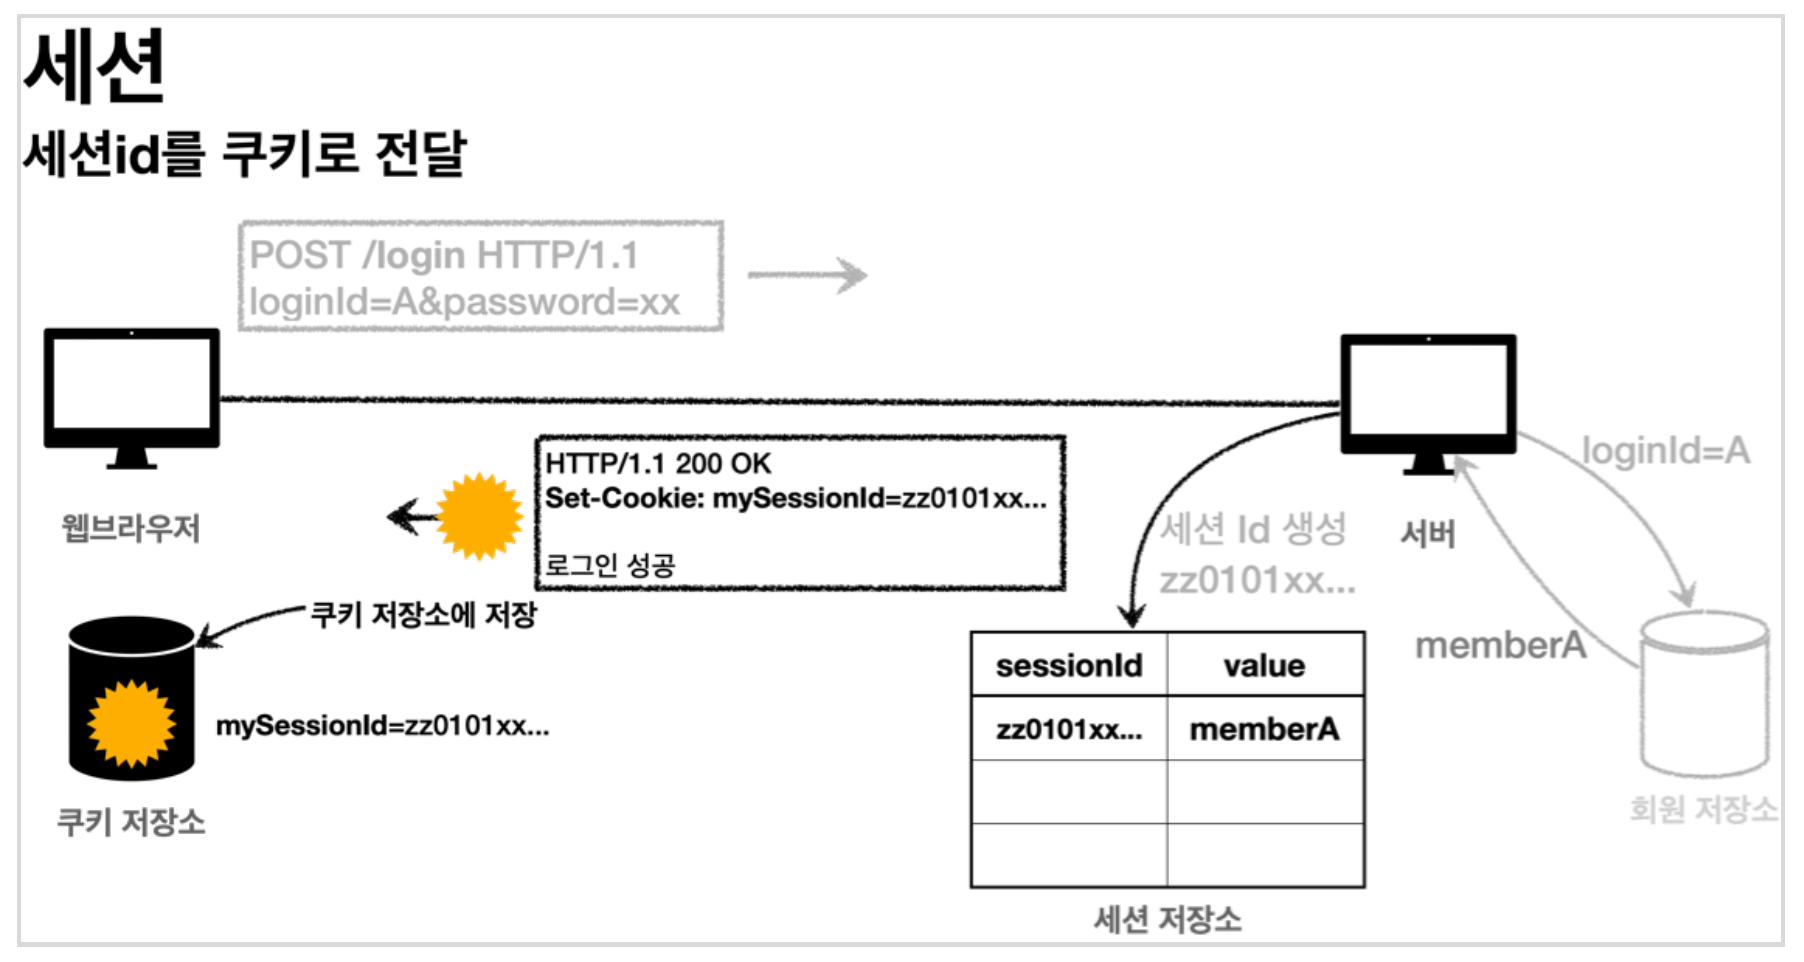 세션
세션id를 쿠키로 전달
POST /login HTTP/1.1
loginId=A&password=xx
HTTP/1.1 200 OK
Set-Cookie: mySessionId=zz0101xx...
로그인 성공
웹브라우저
쿠키 저장소에 저장
mySessionId=zz0101xx...
쿠키 저장소
세션 Id 생성
zz0101xx...
서버
loginId=A
memberA
회원 저장소
sessionId value
zz0101xx... memberA
세션 저장소